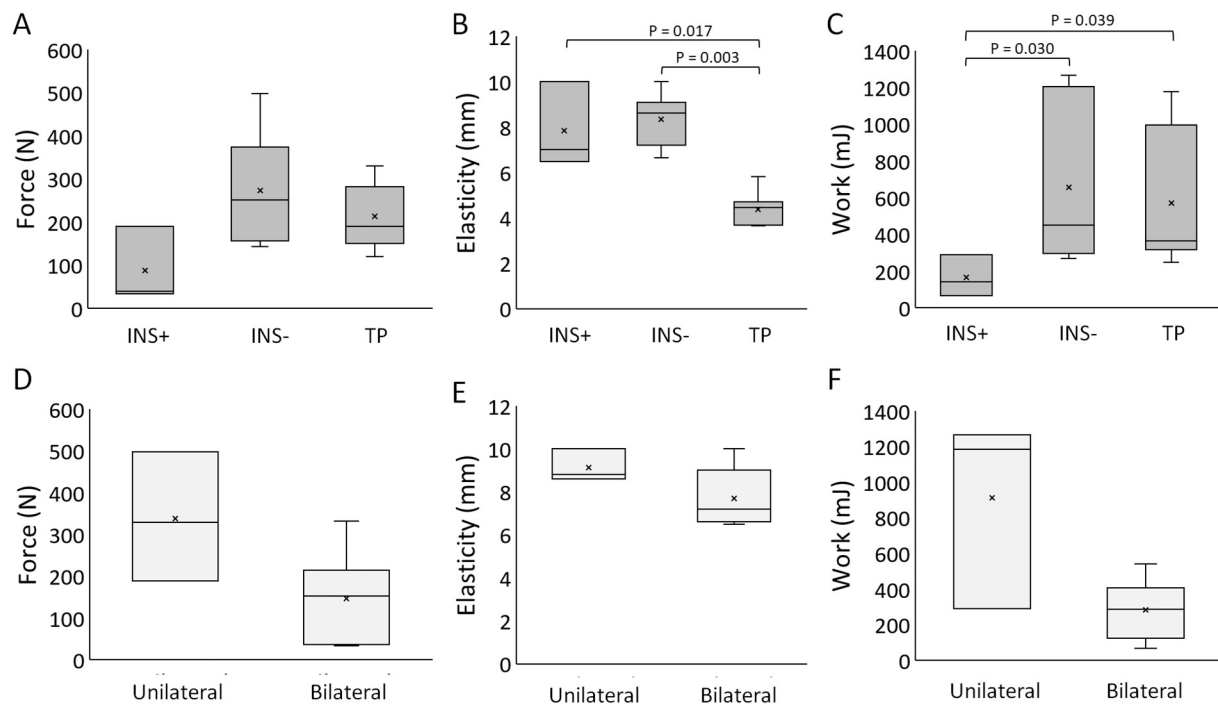 A
Force (N)
600
500
400
300
200
100
0
INS+ INS- TP
B
Elasticity (mm)
12
10
8
6
4
2
0
P = 0.017
P = 0.003
INS+ INS- TP
C
Work (mJ)
1400
1200
1000
800
600
400
200
0
P = 0.039
P = 0.030
INS+ INS- TP
D
Force (N)
600
500
400
300
200
100
0
Unilateral Bilateral
E
Elasticity (mm)
12
10
8
6
4
2
0
Unilateral Bilateral
F
Work (mJ)
1400
1200
1000
800
600
400
200
0
Unilateral Bilateral